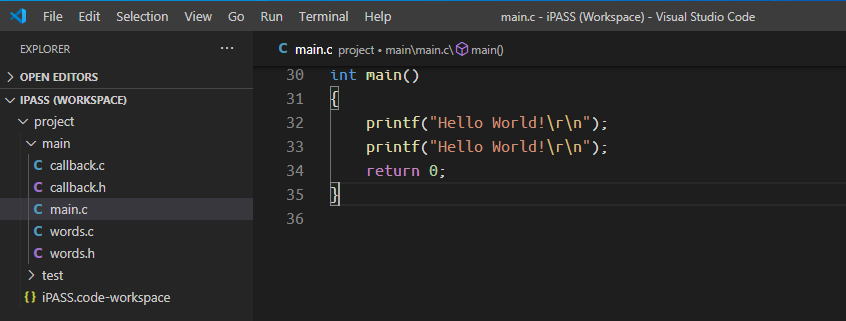 File Edit Selection View Go Run Terminal Help main.c - iPASS (Workspace) - Visual Studio Code
EXPLORER ...
OPEN EDITORS
IPASS (WORKSPACE)
project
main
C callback.c
C callback.h
C main.c
C words.c
C words.h
test
{} iPASS.code-workspace
C main.c project • main\main.c\ main()
30 int main()
31 {
32 printf("Hello World!\r\n");
33 printf("Hello World!\r\n");
34 return 0;
35 }
36